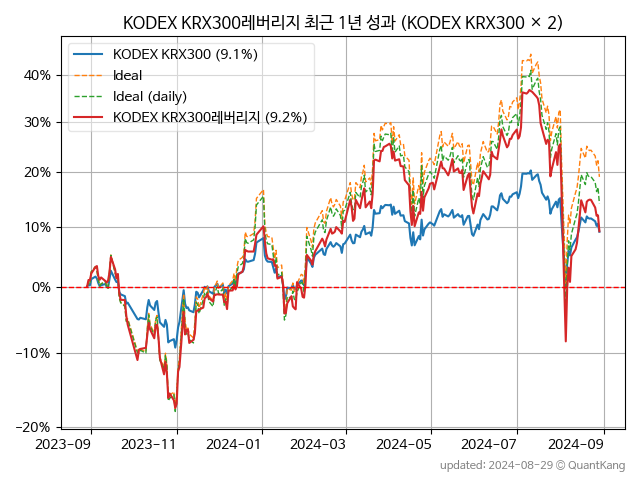 KODEX KRX300레버리지 최근 1년 성과 (KODEX KRX300 × 2)
KODEX KRX300 (9.1%)
Ideal
Ideal (daily)
KODEX KRX300레버리지 (9.2%)
40%
30%
20%
10%
0%
−10%
−20%
2023-09
2023-11
2024-01
2024-03
2024-05
2024-07
2024-09
updated: 2024-08-29 © QuantKang